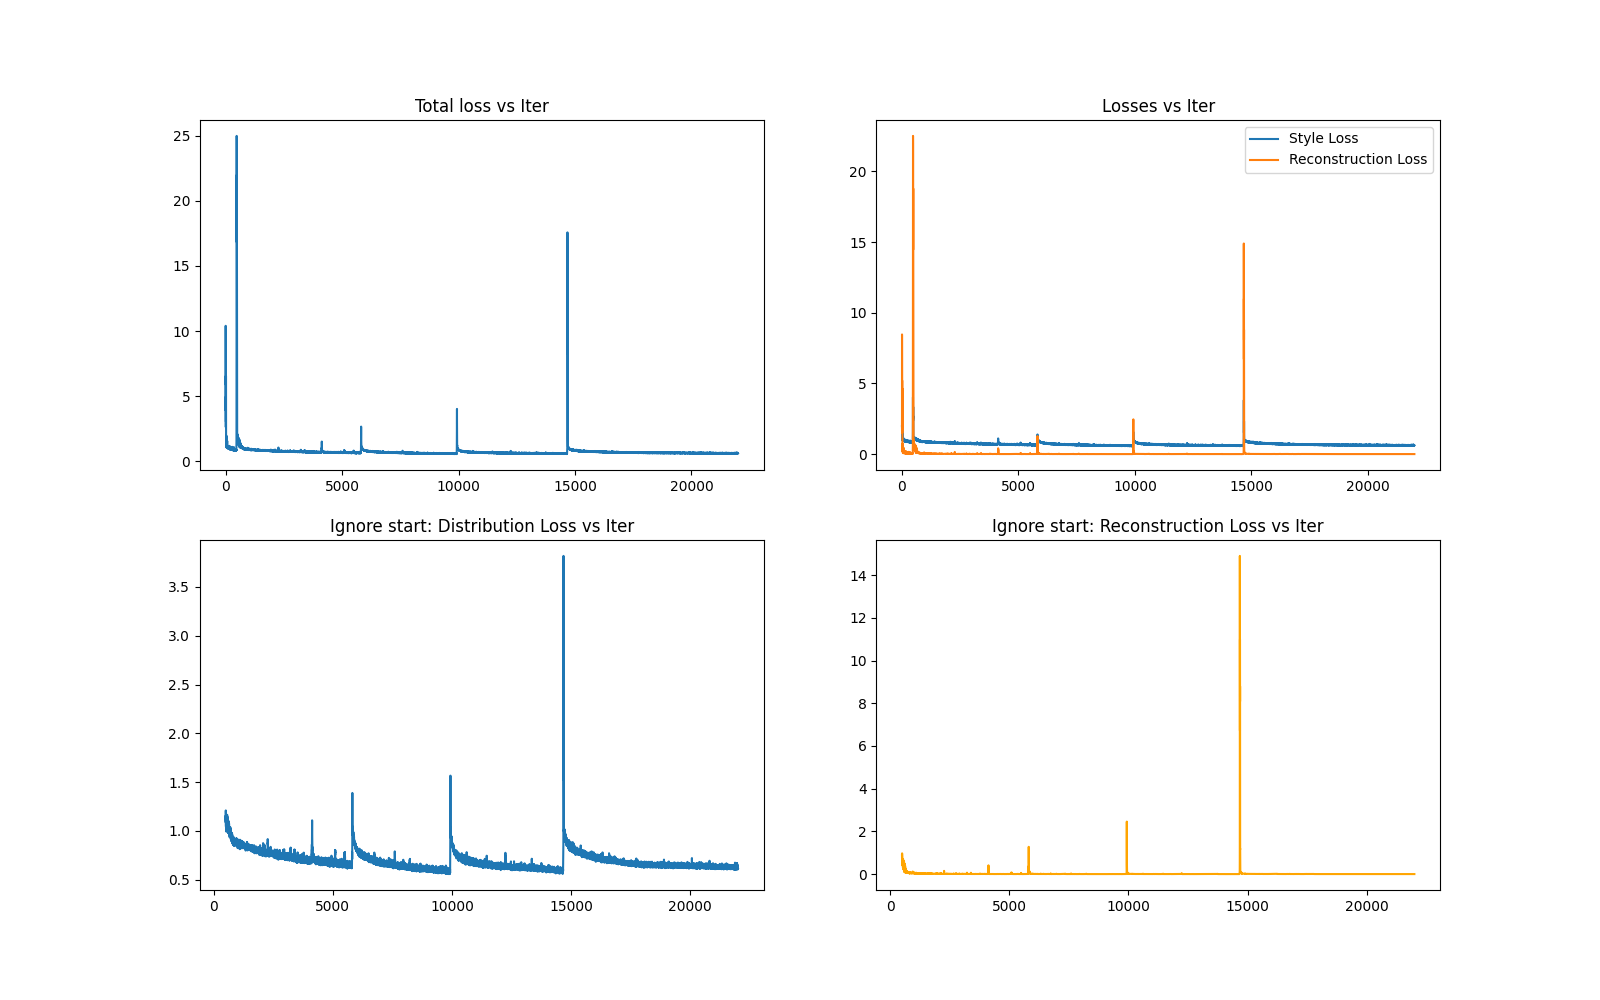 Total loss vs Iter
25
20
15
10
5
0
0 5000 10000 15000 20000
Losses vs Iter
Style Loss
Reconstruction Loss
20
15
10
5
0
0 5000 10000 15000 20000
Ignore start: Distribution Loss vs Iter
3.5
3.0
2.5
2.0
1.5
1.0
0.5
0 5000 10000 15000 20000
Ignore start: Reconstruction Loss vs Iter
14
12
10
8
6
4
2
0
0 5000 10000 15000 20000